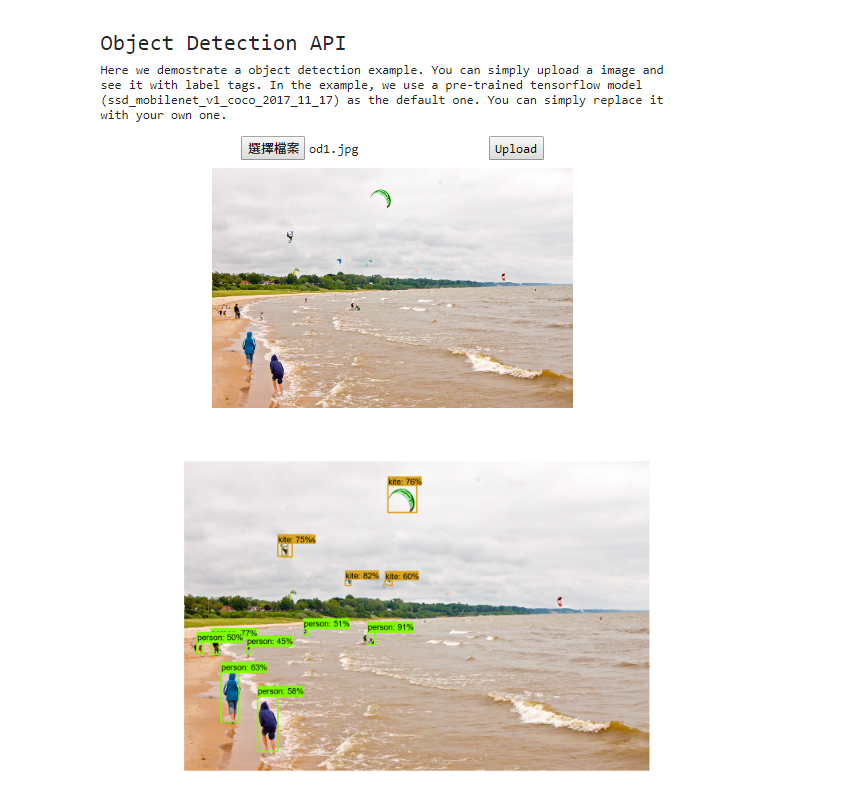 Object Detection API
Here we demostrate a object detection example. You can simply upload a image and
see it with label tags. In the example, we use a pre-trained tensorflow model
(ssd_mobilenet_v1_coco_2017_11_17) as the default one. You can simply replace it
with your own one.
選擇檔案 od1.jpg Upload
kite: 76%
kite: 75%
kite: 82% kite: 60%
person: 51% person: 91%
77%
person: 50% person: 45%
person: 63%
person: 58%